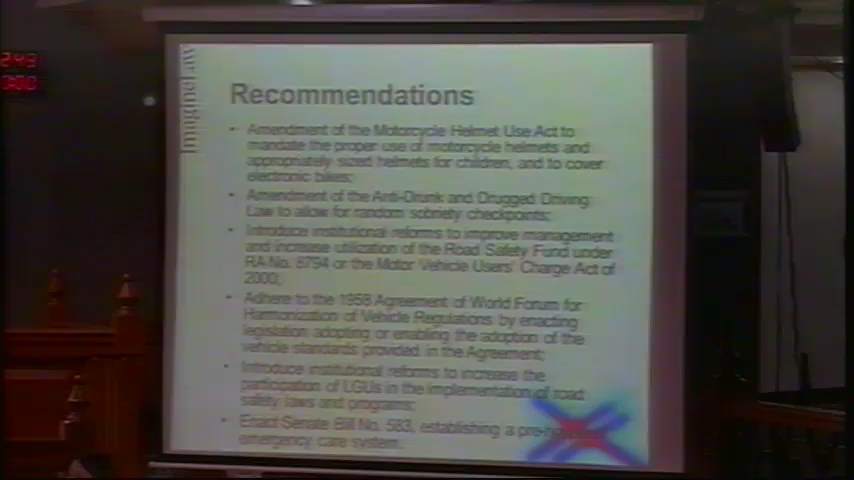 2:43
0:00
ImagineLaw
Recommendations
• Amendment of the Motorcycle Helmet Use Act to
mandate the proper use of motorcycle helmets and
appropriately sized helmets for children, and to cover
electronic bikes;
• Amendment of the Anti-Drunk and Drugged Driving
Law to allow for random sobriety checkpoints;
• Introduce institutional reforms to improve management
and increase utilization of the Road Safety Fund under
RA No. 8794 or the Motor Vehicle Users' Charge Act of
2000;
• Adhere to the 1958 Agreement of World Forum for
Harmonization of Vehicle Regulations by enacting
legislation adopting or enabling the adoption of the
vehicle standards provided in the Agreement;
• Introduce institutional reforms to increase the
participation of LGUs in the implementation of road
safety laws and programs;
• Enact Senate Bill No. 583, establishing a
emergency care system.